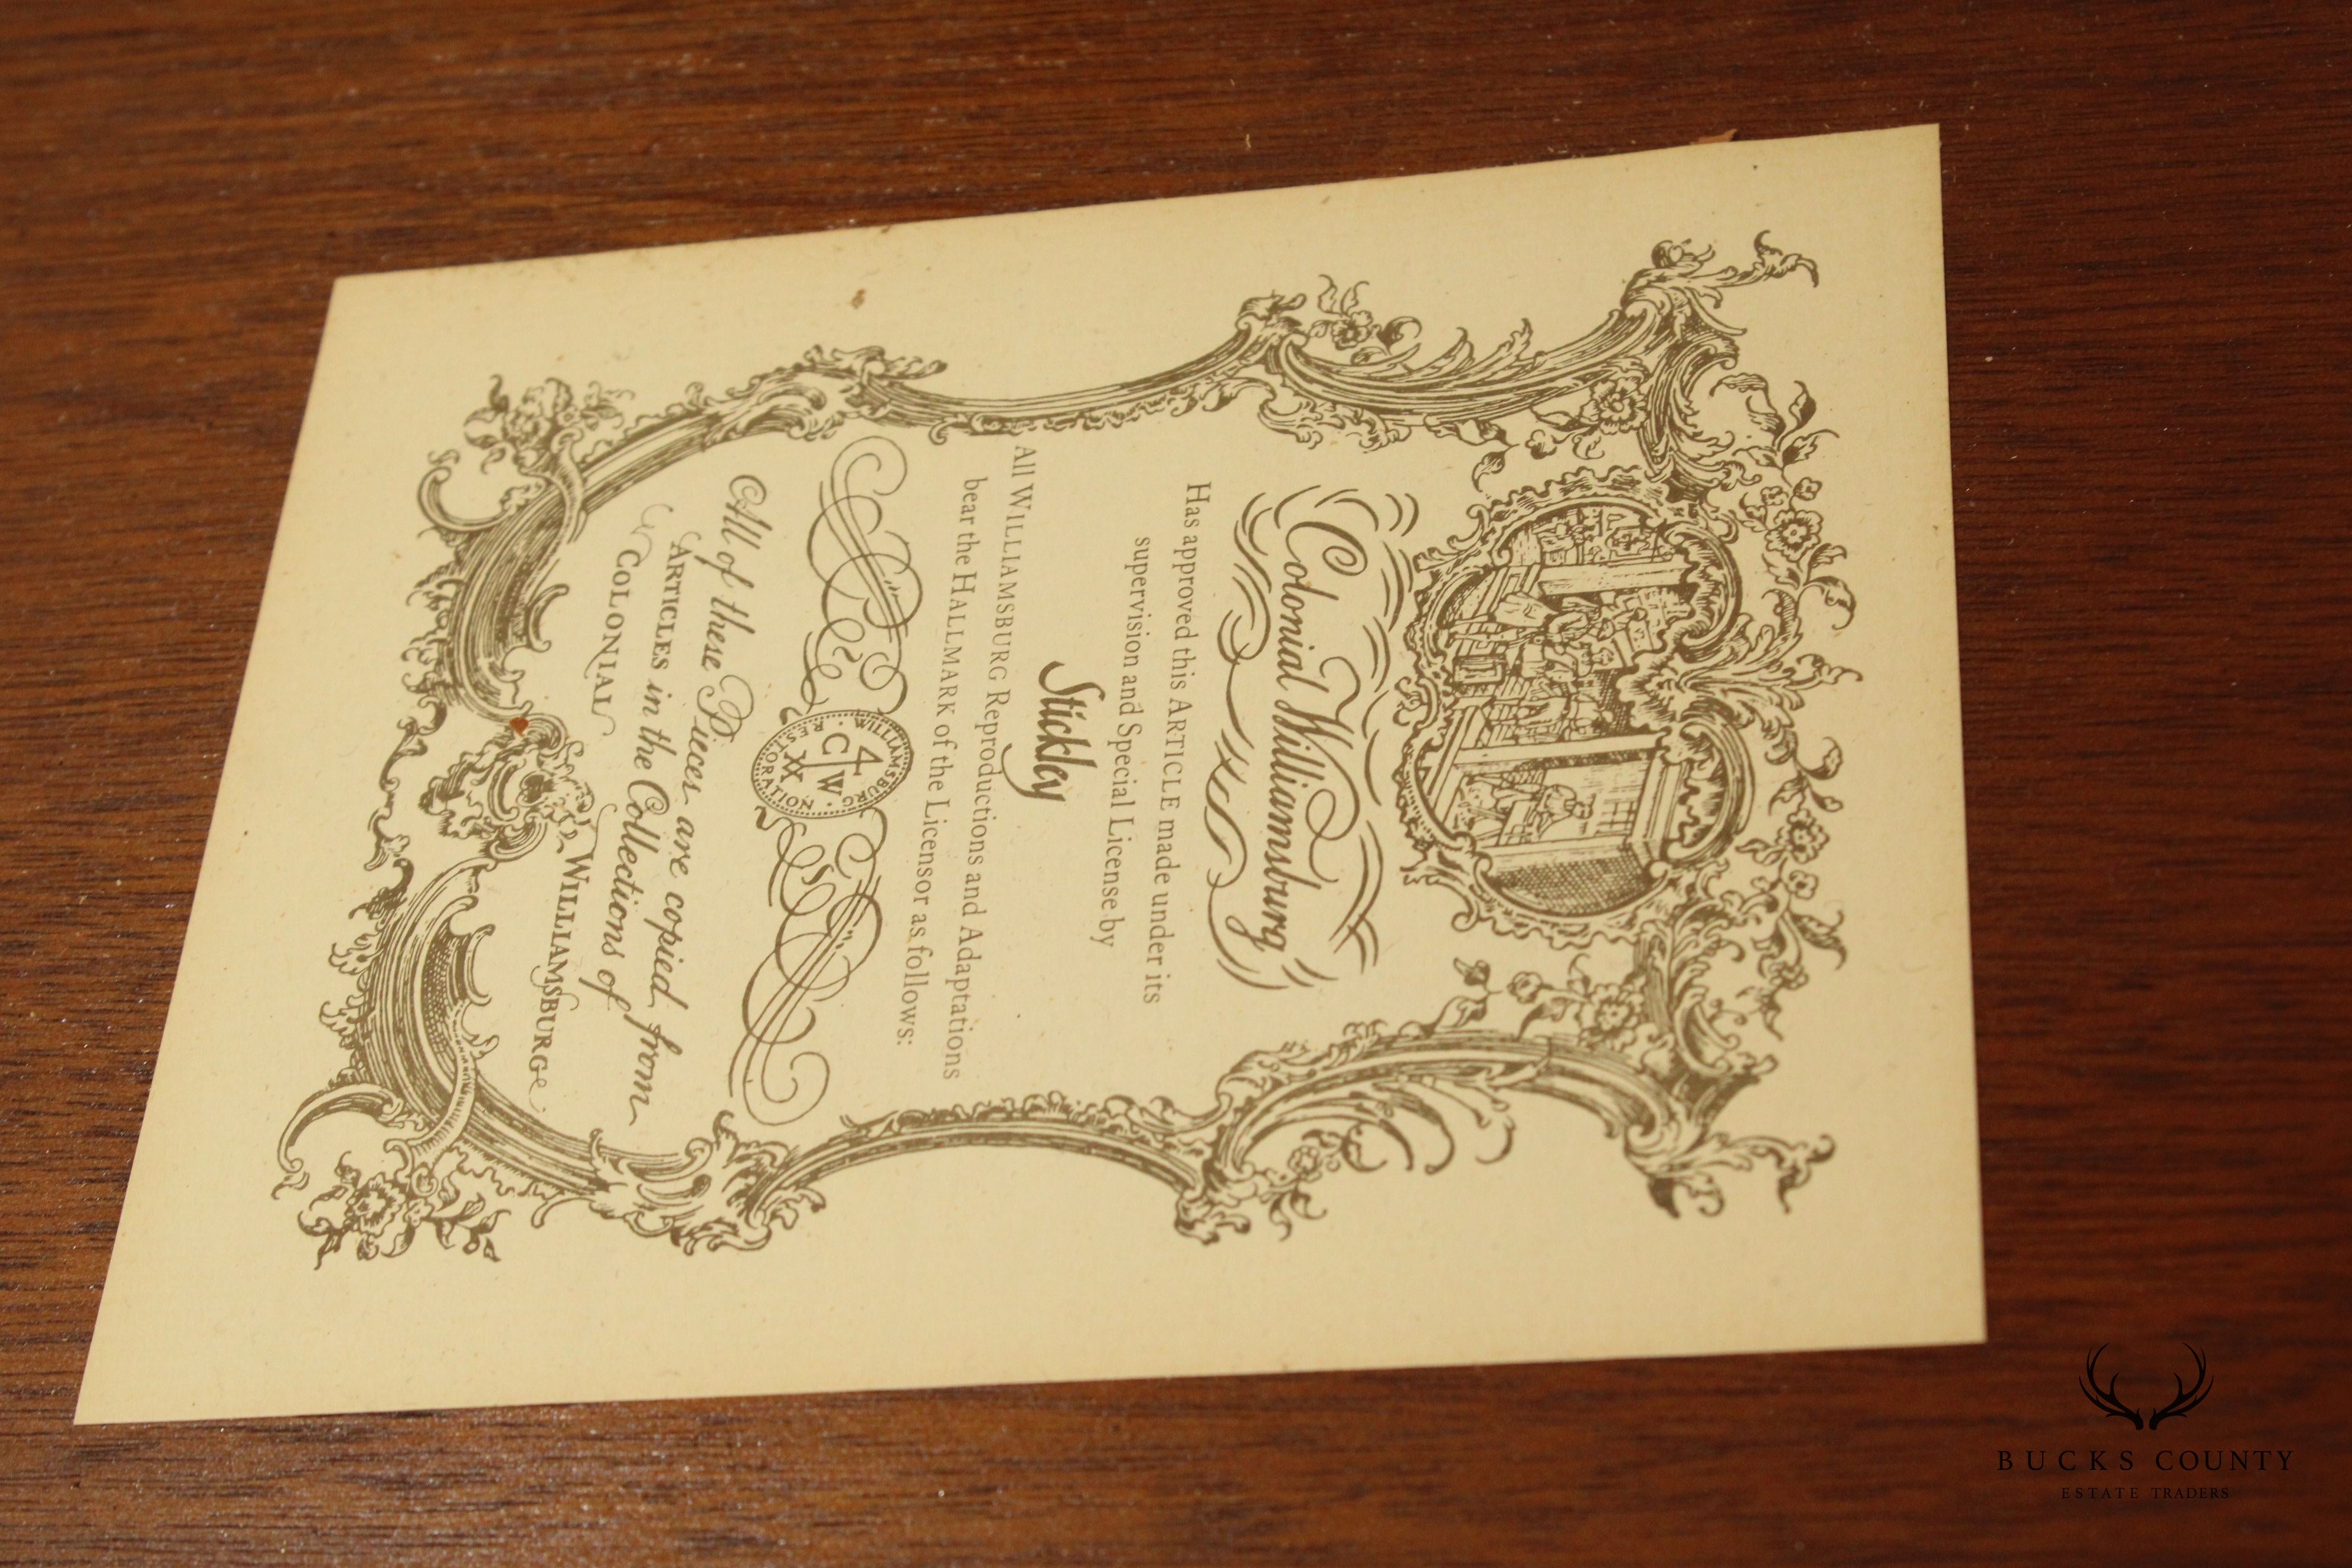 Colonial Williamsburg
Has approved this ARTICLE made under its
supervision and Special License by
Stickley
All WILLIAMSBURG Reproductions and Adaptations
bear the HALLMARK of the Licensor as follows:
WILLIAMSBURG
4
C W
RESTORATION
All of these Pieces are copied from
ARTICLES in the Collections of
COLONIAL WILLIAMSBURG
BUCKS COUNTY
ESTATE TRADERS